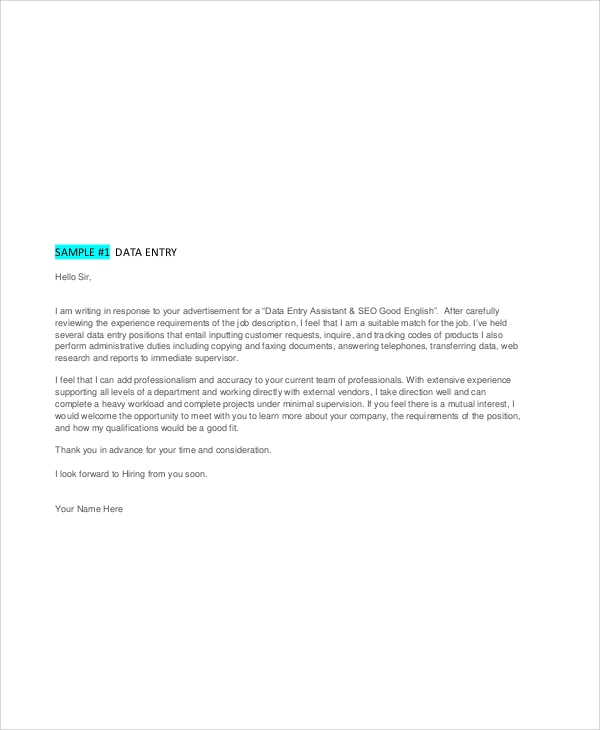 SAMPLE #1 DATA ENTRY
Hello Sir,
I am writing in response to your advertisement for a “Data Entry Assistant & SEO Good English”. After carefully
reviewing the experience requirements of the job description, I feel that I am a suitable match for the job. I’ve held
several data entry positions that entail inputting customer requests, inquire, and tracking codes of products I also
perform administrative duties including copying and faxing documents, answering telephones, transferring data, web
research and reports to immediate supervisor.
I feel that I can add professionalism and accuracy to your current team of professionals. With extensive experience
supporting all levels of a department and working directly with external vendors, I take direction well and can
complete a heavy workload and complete projects under minimal supervision. If you feel there is a mutual interest, I
would welcome the opportunity to meet with you to learn more about your company, the requirements of the position,
and how my qualifications would be a good fit.
Thank you in advance for your time and consideration.
I look forward to Hiring from you soon.
Your Name Here